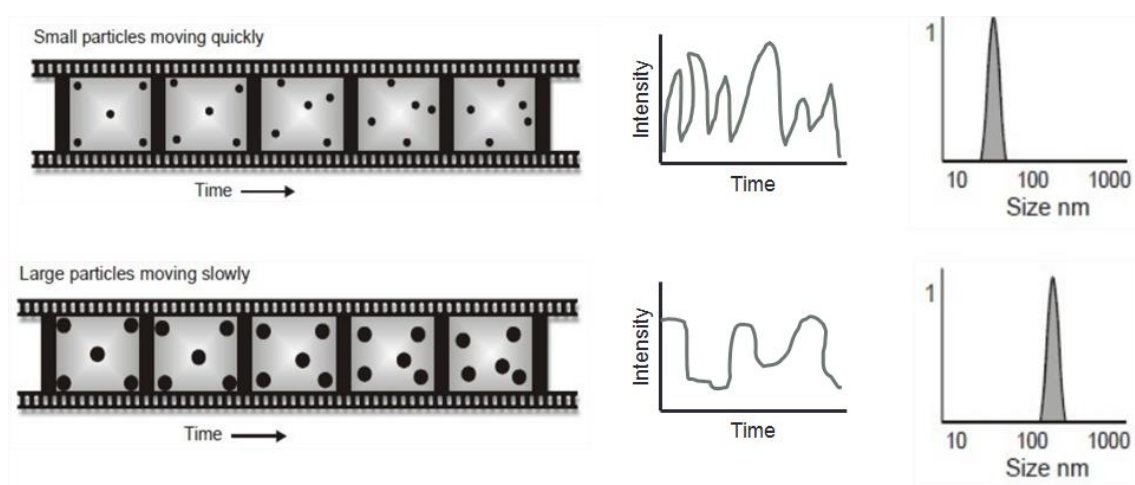 Small particles moving quickly
Time
Intensity
Time
1
10 100 1000
Size nm
Large particles moving slowly
Time
Intensity
Time
1
10 100 1000
Size nm